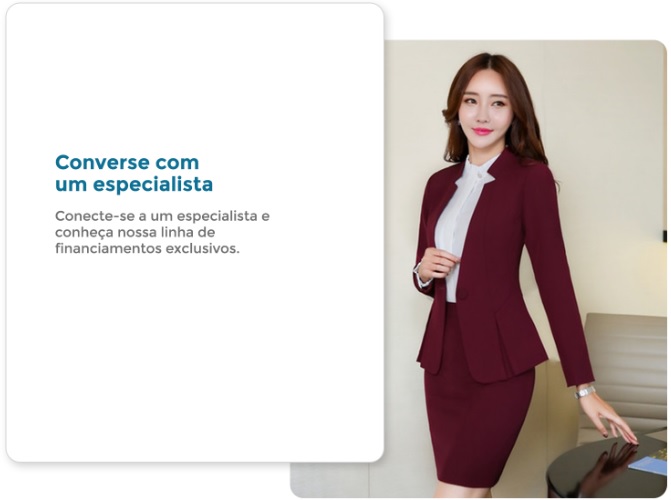 Converse com
um especialista
Conecte-se a um especialista e
conheça nossa linha de
financiamentos exclusivos.